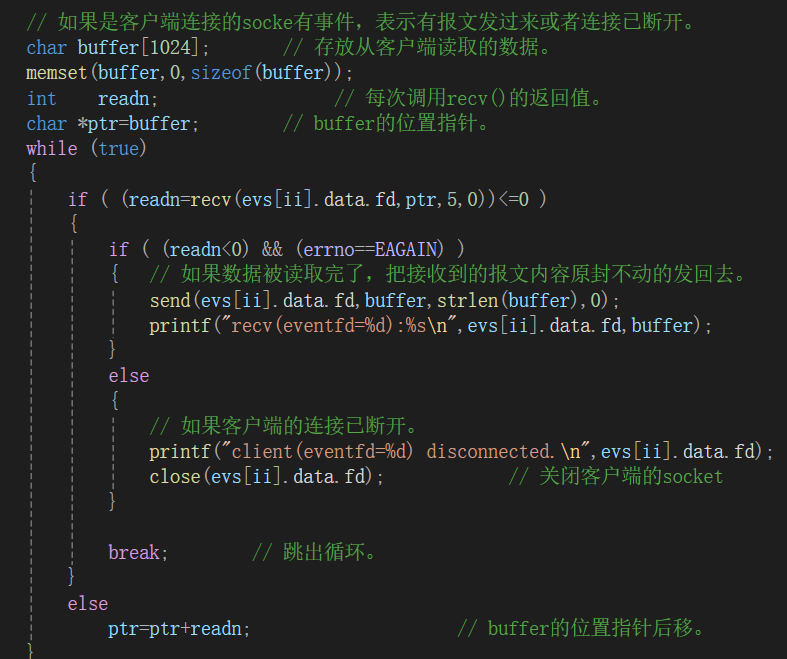 // 如果是客户端连接的socke有事件，表示有报文发过来或者连接已断开。
char buffer[1024];       // 存放从客户端读取的数据。
memset(buffer,0,sizeof(buffer));
int    readn;                 // 每次调用recv()的返回值。
char *ptr=buffer;        // buffer的位置指针。
while (true)
{
    if ( (readn=recv(evs[ii].data.fd,ptr,5,0))<=0 )
    {
        if ( (readn<0) && (errno==EAGAIN) )
        {   // 如果数据被读取完了，把接收到的报文内容原封不动的发回去。
            send(evs[ii].data.fd,buffer,strlen(buffer),0);
            printf("recv(eventfd=%d):%s\n",evs[ii].data.fd,buffer);
        }
        else
        {
            // 如果客户端的连接已断开。
            printf("client(eventfd=%d) disconnected.\n",evs[ii].data.fd);
            close(evs[ii].data.fd);            // 关闭客户端的socket
        }

        break;        // 跳出循环。
    }
    else
        ptr=ptr+readn;                    // buffer的位置指针后移。
}